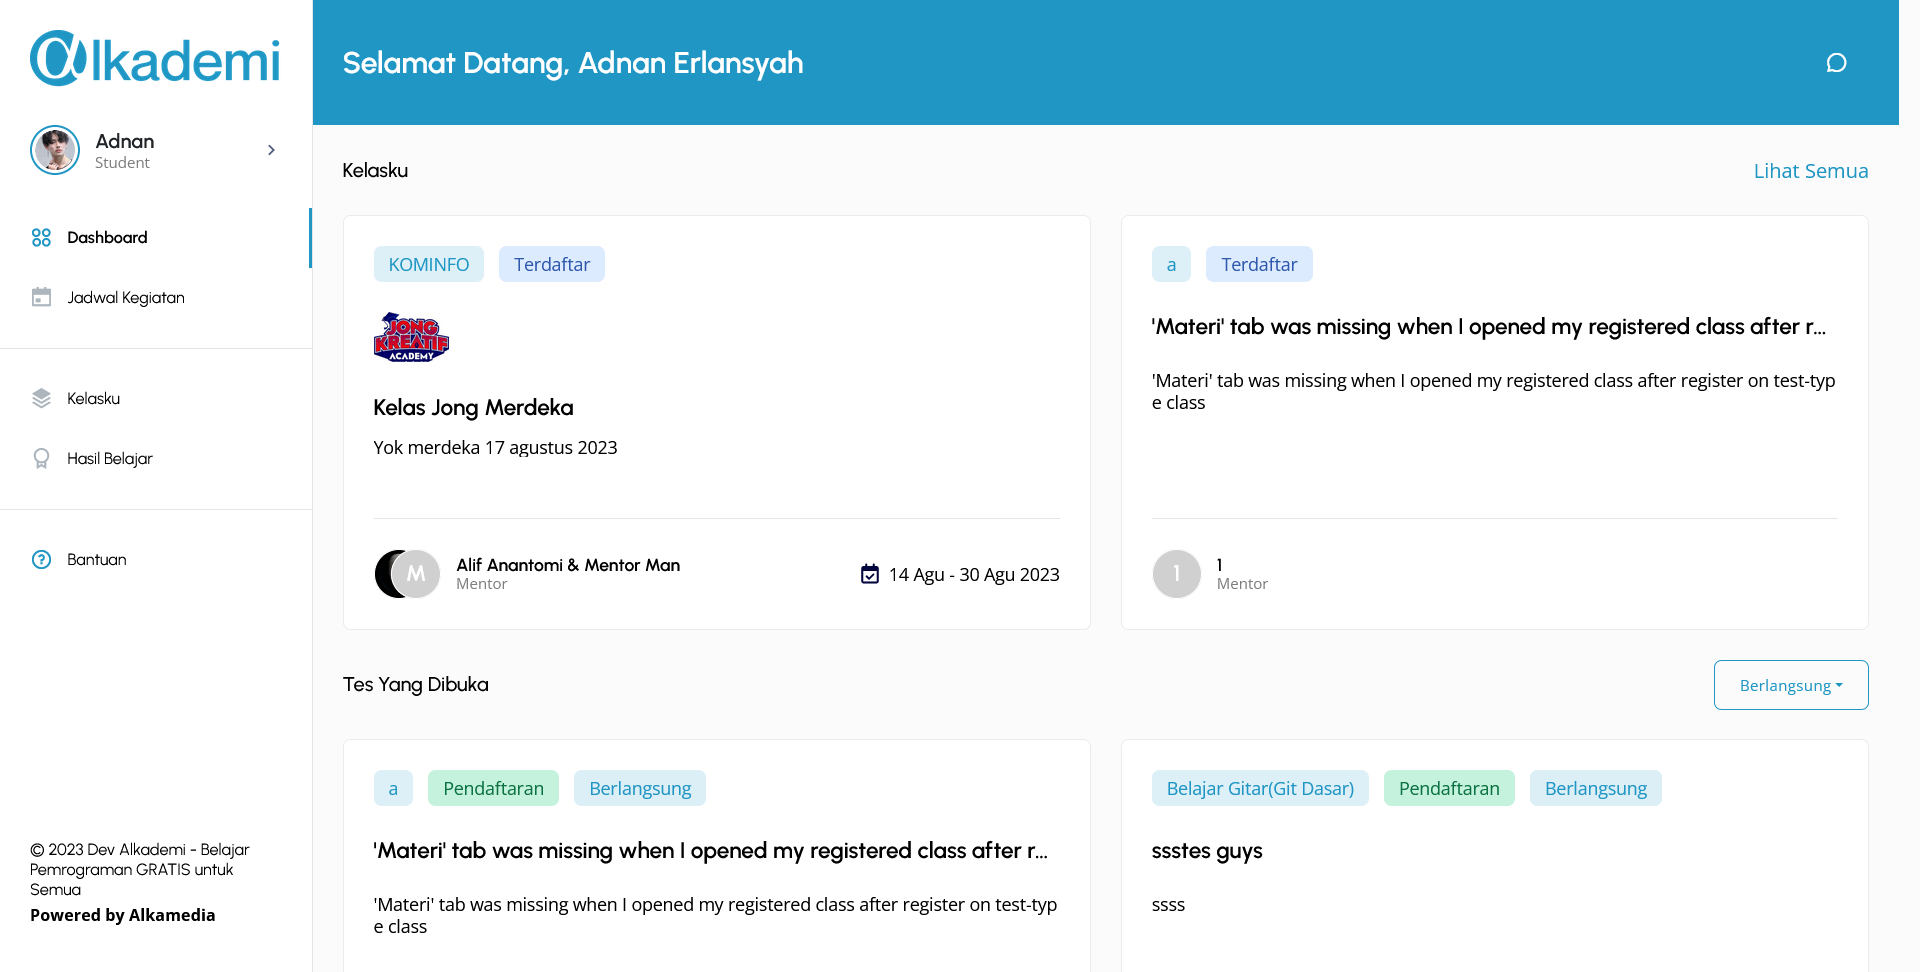 alkademi
Adnan
Student
Dashboard
Jadwal Kegiatan
Kelasku
Hasil Belajar
Bantuan
© 2023 Dev Alkademi - Belajar
Pemrograman GRATIS untuk
Semua
Powered by Alkamedia
Selamat Datang, Adnan Erlansyah
Kelasku
Lihat Semua
KOMINFO
Terdaftar
JONG
KREATIF
ACADEMY
Kelas Jong Merdeka
Yok merdeka 17 agustus 2023
M
Alif Anantomi & Mentor Man
Mentor
14 Agu - 30 Agu 2023
a
Terdaftar
'Materi' tab was missing when I opened my registered class after r...
'Materi' tab was missing when I opened my registered class after register on test-typ
e class
1
1
Mentor
Tes Yang Dibuka
Berlangsung
a
Pendaftaran
Berlangsung
'Materi' tab was missing when I opened my registered class after r...
'Materi' tab was missing when I opened my registered class after register on test-typ
e class
Belajar Gitar(Git Dasar)
Pendaftaran
Berlangsung
ssstes guys
ssss